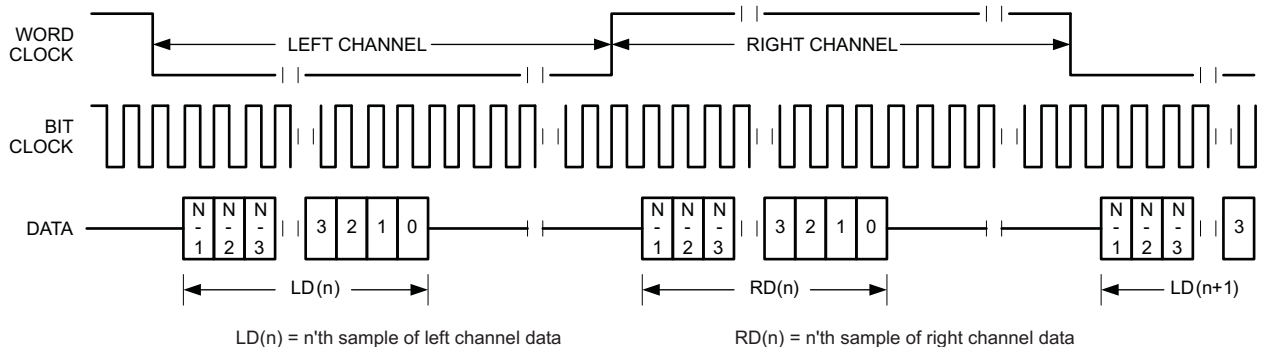 WORD
CLOCK
LEFT CHANNEL
RIGHT CHANNEL
BIT
CLOCK
DATA
N
-
1
N
-
2
N
-
3
3
2
1
0
N
-
1
N
-
2
N
-
3
3
2
1
0
N
-
1
N
-
2
N
-
3
3
LD(n)
RD(n)
LD(n+1)
LD(n) = n'th sample of left channel data
RD(n) = n'th sample of right channel data